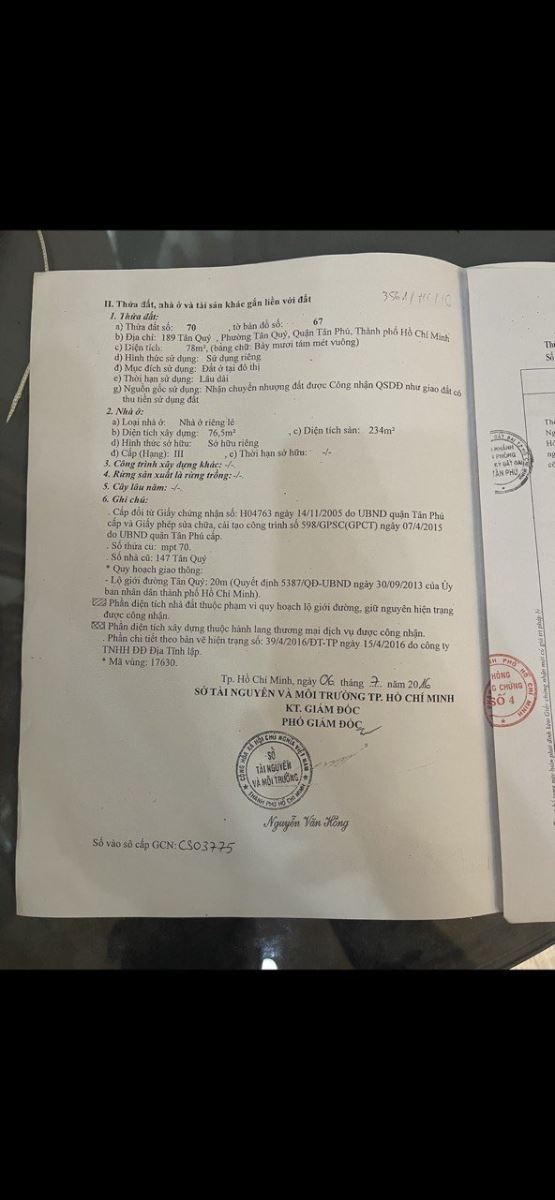 II. Thửa đất, nhà ở và tài sản khác gắn liền với đất
1. Thửa đất:
a) Thửa đất số: 70 , tờ bản đồ số: 67
b) Địa chỉ: 189 Tân Quý , Phường Tân Quý, Quận Tân Phú, Thành phố Hồ Chí Minh
c) Diện tích: 78m², (bằng chữ: Bảy mươi tám mét vuông)
d) Hình thức sử dụng: Sử dụng riêng
đ) Mục đích sử dụng: Đất ở tại đô thị
e) Thời hạn sử dụng: Lâu dài
g) Nguồn gốc sử dụng: Nhận chuyển nhượng đất được Công nhận QSDĐ như giao đất có
thu tiền sử dụng đất
2. Nhà ở:
a) Loại nhà ở: Nhà ở riêng lẻ
b) Diện tích xây dựng: 76,5m² , c) Diện tích sàn: 234m²
d) Hình thức sở hữu: Sở hữu riêng
đ) Cấp (Hạng): III , e) Thời hạn sở hữu: -/-
3. Công trình xây dựng khác: -/-
4. Rừng sản xuất là rừng trồng: -/-
5. Cây lâu năm: -/-
6. Ghi chú:
. Cấp đổi từ Giấy chứng nhận số: H04763 ngày 14/11/2005 do UBND quận Tân Phú
cấp và Giấy phép sửa chữa, cải tạo công trình số 598/GPSC(GPCT) ngày 07/4/2015
do UBND quận Tân Phú cấp.
. Số thửa cũ: mpt 70.
. Số nhà cũ: 147 Tân Quý
* Quy hoạch giao thông:
- Lộ giới đường Tân Quý: 20m (Quyết định 5387/QĐ-UBND ngày 30/09/2013 của Ủy
ban nhân dân thành phố Hồ Chí Minh).
Phần diện tích nhà đất thuộc phạm vi quy hoạch lộ giới đường, giữ nguyên hiện trạng
được công nhận.
Phần diện tích xây dựng thuộc hành lang thương mại dịch vụ được công nhận.
. Phần chi tiết theo bản vẽ hiện trạng số: 39/4/2016/ĐT-TP ngày 15/4/2016 do công ty
TNHH ĐĐ Địa Tĩnh lập.
* Mã vùng: 17630.
Tp. Hồ Chí Minh, ngày 06 tháng 7 năm 2016
SỞ TÀI NGUYÊN VÀ MÔI TRƯỜNG TP. HỒ CHÍ MINH
KT. GIÁM ĐỐC
PHÓ GIÁM ĐỐC
CỘNG HÒA XÃ HỘI CHỦ NGHĨA VIỆT NAM
SỞ
TÀI NGUYÊN
VÀ MÔI TRƯỜNG
THÀNH PHỐ HỒ CHÍ MINH
Nguyễn Văn Hồng
Số vào sổ cấp GCN: CS03775
TÂN PHÚ
PHÒNG
G CHỨNG
SỐ 4